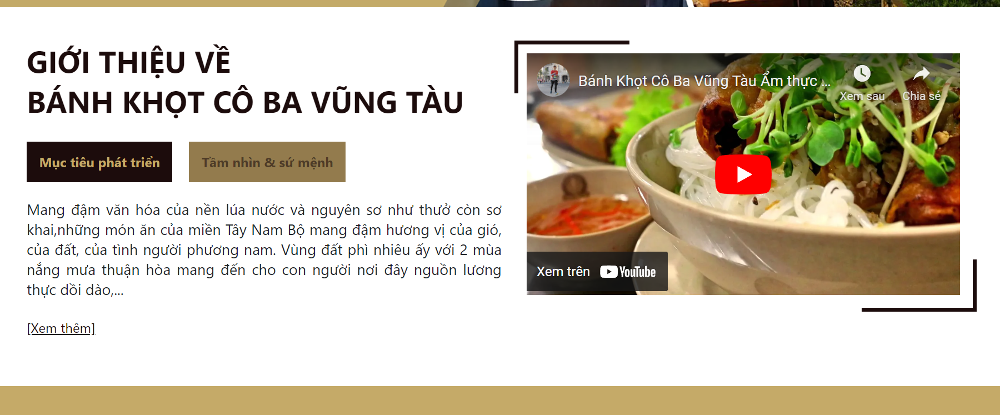 GIỚI THIỆU VỀ
BÁNH KHỌT CÔ BA VŨNG TÀU
Mục tiêu phát triển
Tầm nhìn & sứ mệnh
Mang đậm văn hóa của nền lúa nước và nguyên sơ như thưở còn sơ
khai,những món ăn của miền Tây Nam Bộ mang đậm hương vị của gió,
của đất, của tình người phương nam. Vùng đất phì nhiêu ấy với 2 mùa
nắng mưa thuận hòa mang đến cho con người nơi đây nguồn lương
thực dồi dào,...
[Xem thêm]
Bánh Khọt Cô Ba Vũng Tàu Ẩm thực ...
Xem sau
Chia sẻ
Xem trên YouTube